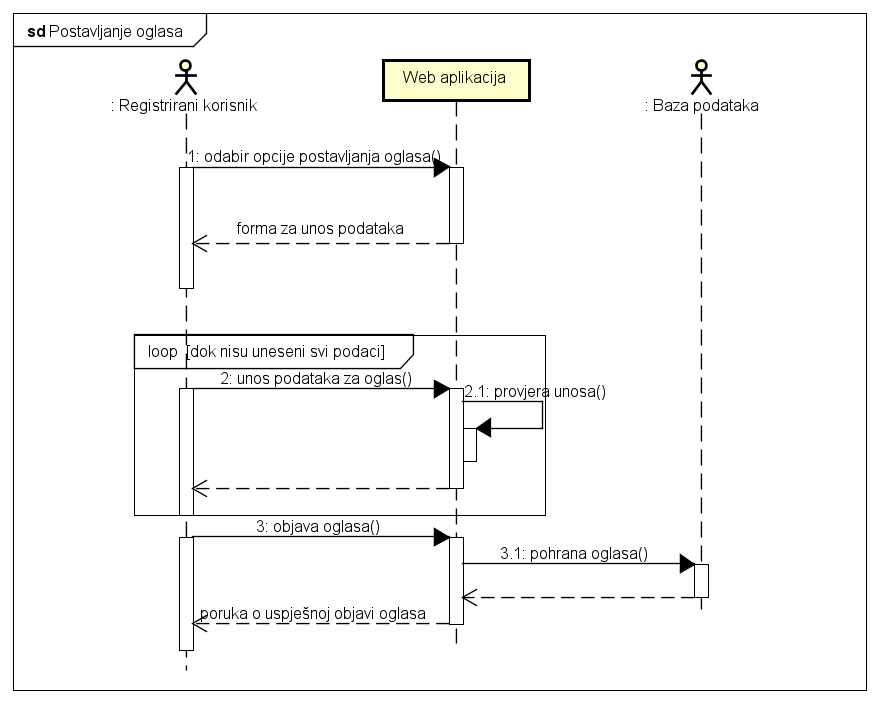 sd Postavljanje oglasa
: Registrirani korisnik
Web aplikacija
: Baza podataka
1: odabir opcije postavljanja oglasa()
forma za unos podataka
loop [dok nisu uneseni svi podaci]
2: unos podataka za oglas()
2.1: provjera unosa()
3: objava oglasa()
3.1: pohrana oglasa()
poruka o uspješnoj objavi oglasa